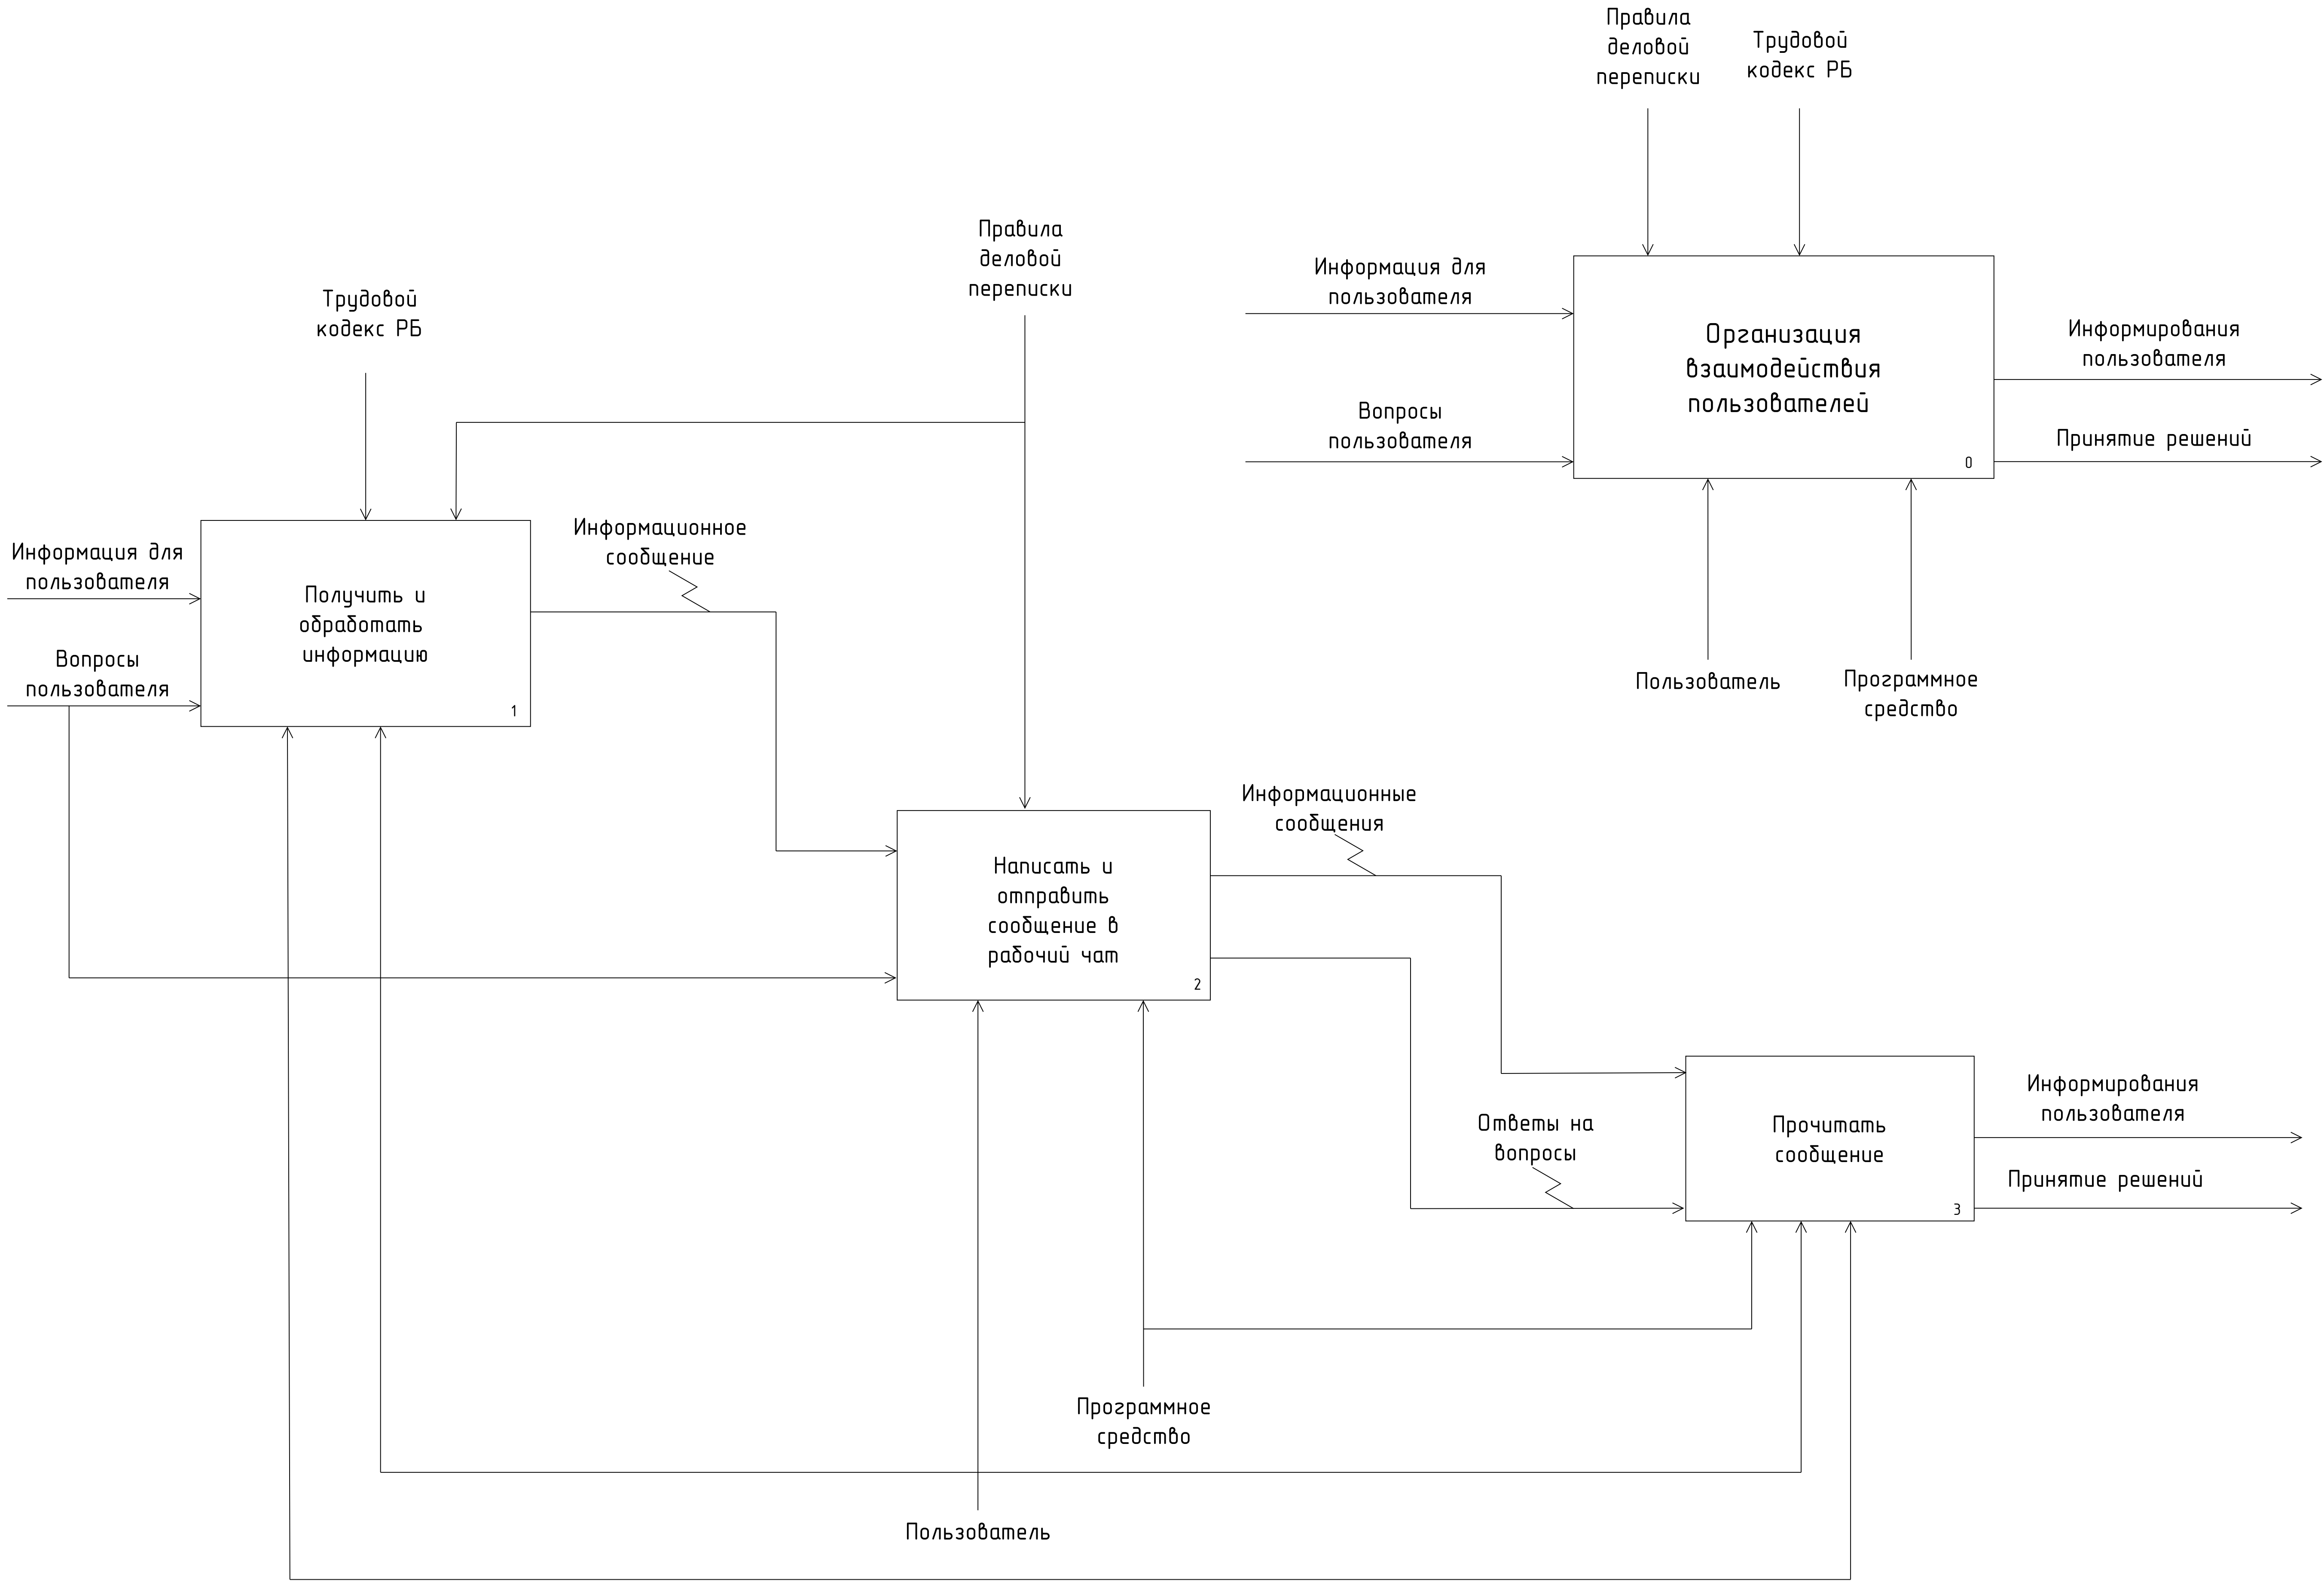 Правила
деловой
переписки
Трудовой
кодекс РБ
Информация для
пользователя
Вопросы
пользователя
Организация
взаимодействия
пользователей
0
Информирования
пользователя
Принятие решений
Пользователь
Программное
средство
Правила
деловой
переписки
Трудовой
кодекс РБ
Информация для
пользователя
Вопросы
пользователя
Получить и
обработать
информацию
1
Информационное
сообщение
Написать и
отправить
сообщение в
рабочий чат
2
Информационные
сообщения
Ответы на
вопросы
Прочитать
сообщение
3
Информирования
пользователя
Принятие решений
Программное
средство
Пользователь